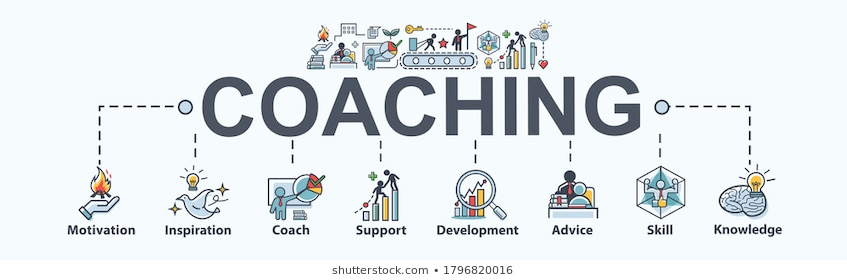 COACHING
Motivation
Inspiration
Coach
Support
Development
Advice
Skill
Knowledge
shutterstock.com · 1796820016